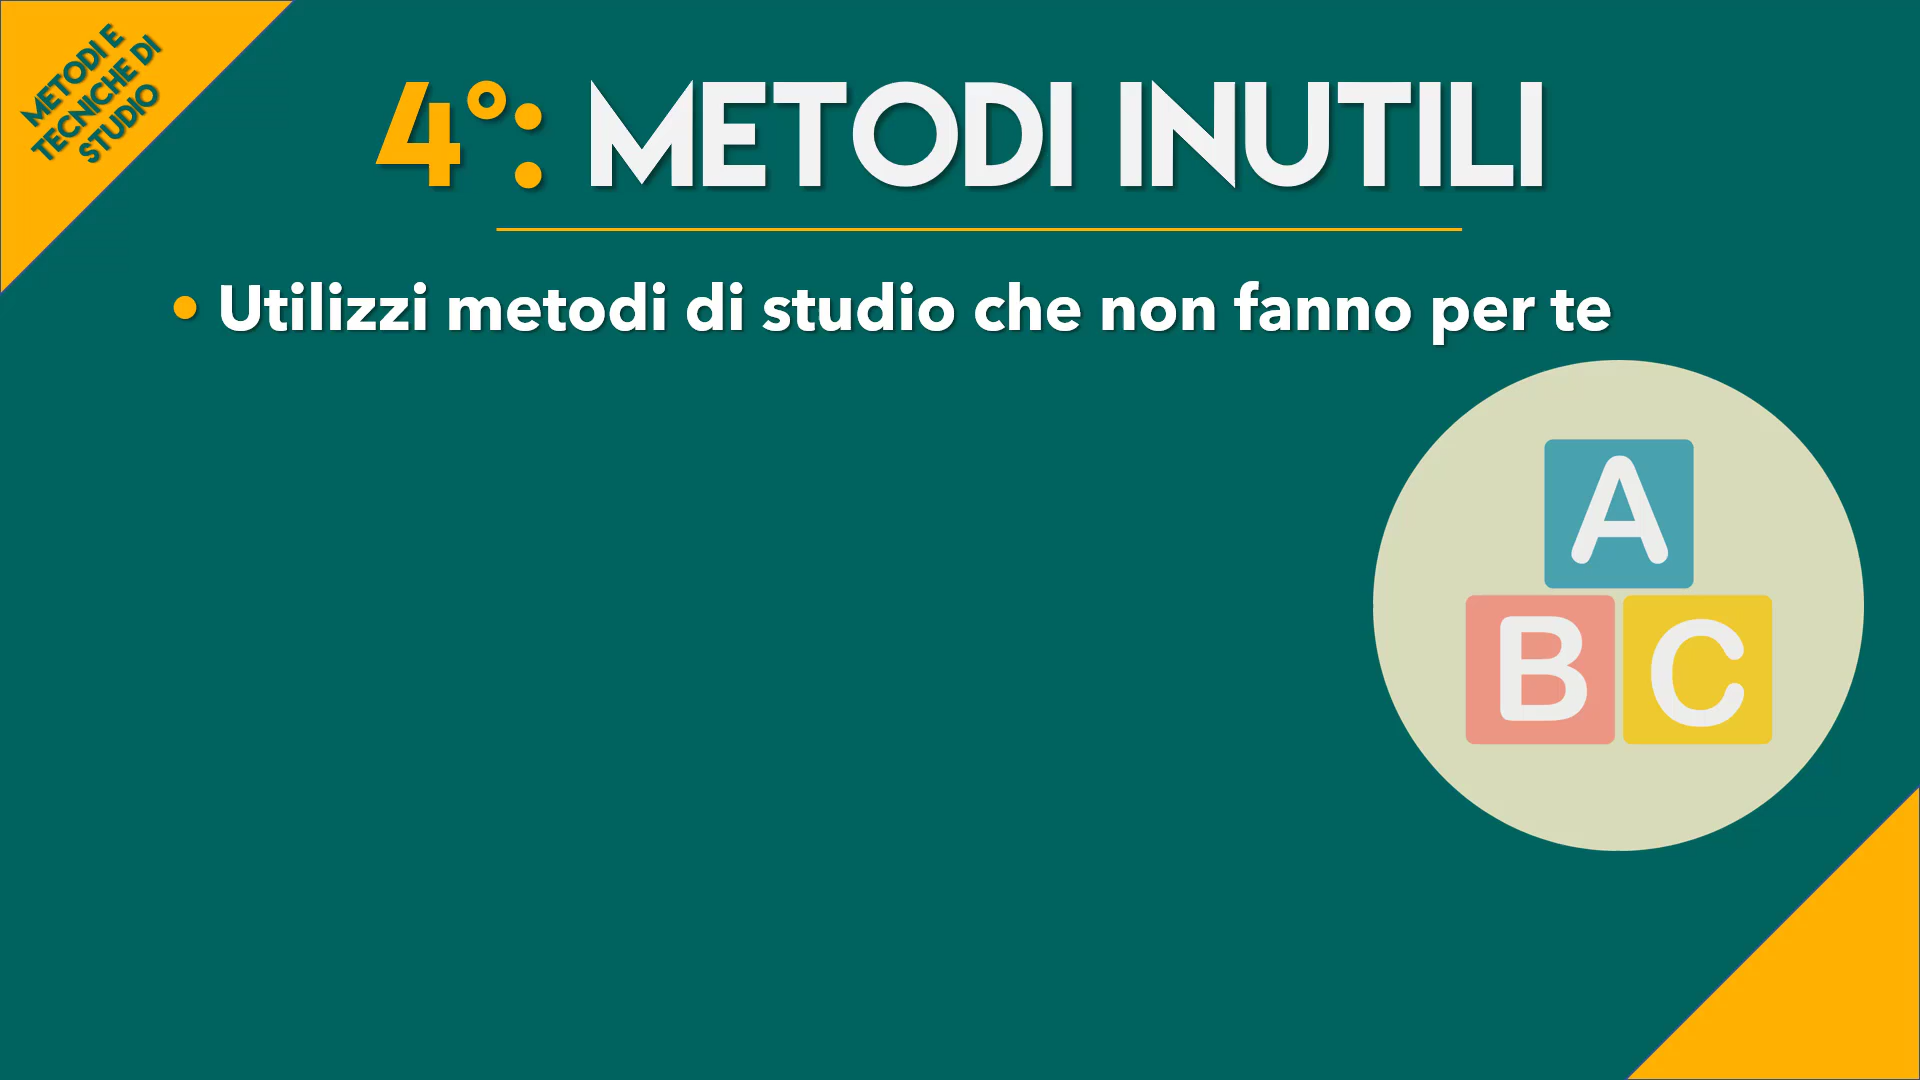 METODI E
TECNICHE DI
STUDIO
4°: METODI INUTILI
• Utilizzi metodi di studio che non fanno per te
A
B C